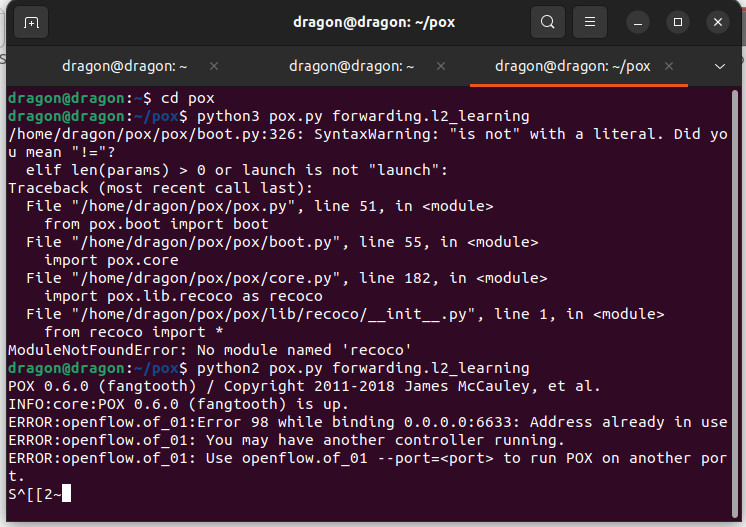 dragon@dragon: ~/pox
dragon@dragon: ~
dragon@dragon: ~
dragon@dragon: ~/pox
dragon@dragon:~$ cd pox
dragon@dragon:~/pox$ python3 pox.py forwarding.l2_learning
/home/dragon/pox/pox/boot.py:326: SyntaxWarning: "is not" with a literal. Did yo
u mean "!="?
  elif len(params) > 0 or launch is not "launch":
Traceback (most recent call last):
  File "/home/dragon/pox/pox.py", line 51, in <module>
    from pox.boot import boot
  File "/home/dragon/pox/pox/boot.py", line 55, in <module>
    import pox.core
  File "/home/dragon/pox/pox/core.py", line 182, in <module>
    import pox.lib.recoco as recoco
  File "/home/dragon/pox/pox/lib/recoco/__init__.py", line 1, in <module>
    from recoco import *
ModuleNotFoundError: No module named 'recoco'
dragon@dragon:~/pox$ python2 pox.py forwarding.l2_learning
POX 0.6.0 (fangtooth) / Copyright 2011-2018 James McCauley, et al.
INFO:core:POX 0.6.0 (fangtooth) is up.
ERROR:openflow.of_01:Error 98 while binding 0.0.0.0:6633: Address already in use
ERROR:openflow.of_01: You may have another controller running.
ERROR:openflow.of_01: Use openflow.of_01 --port=<port> to run POX on another por
t.
S^[[2~